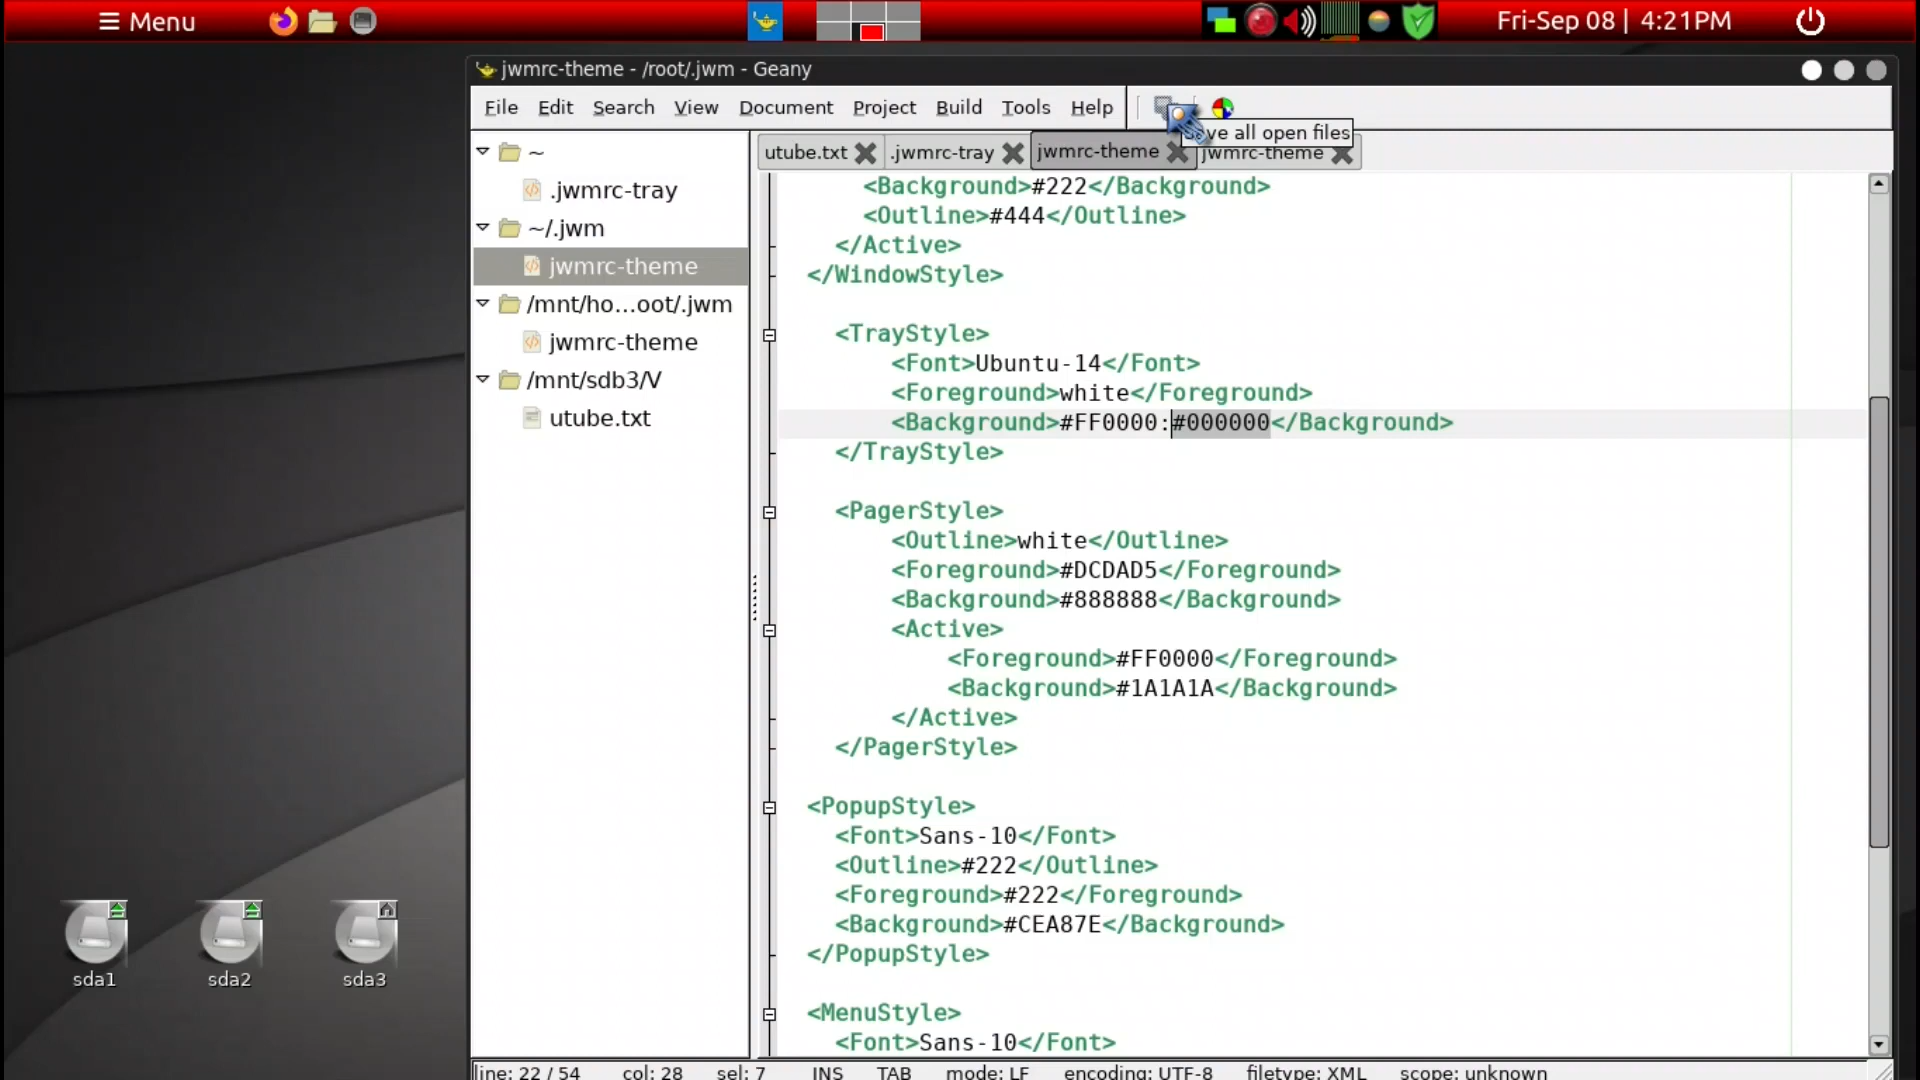 ☰ Menu
Fri-Sep 08 | 4:21PM
jwmrc-theme - /root/.jwm - Geany
File Edit Search View Document Project Build Tools Help
ve all open files
utube.txt .jwmrc-tray jwmrc-theme jwmrc-theme
~
.jwmrc-tray
~/.jwm
jwmrc-theme
/mnt/ho...oot/.jwm
jwmrc-theme
/mnt/sdb3/V
utube.txt
<Background>#222</Background>
<Outline>#444</Outline>
</Active>
</WindowStyle>
<TrayStyle>
<Font>Ubuntu-14</Font>
<Foreground>white</Foreground>
<Background>#FF0000:#000000</Background>
</TrayStyle>
<PagerStyle>
<Outline>white</Outline>
<Foreground>#DCDAD5</Foreground>
<Background>#888888</Background>
<Active>
<Foreground>#FF0000</Foreground>
<Background>#1A1A1A</Background>
</Active>
</PagerStyle>
<PopupStyle>
<Font>Sans-10</Font>
<Outline>#222</Outline>
<Foreground>#222</Foreground>
<Background>#CEA87E</Background>
</PopupStyle>
<MenuStyle>
<Font>Sans-10</Font>
sda1 sda2 sda3
line: 22 / 54 col: 28 sel: 7 INS TAB mode: LF encoding: UTF-8 filetype: XML scope: unknown